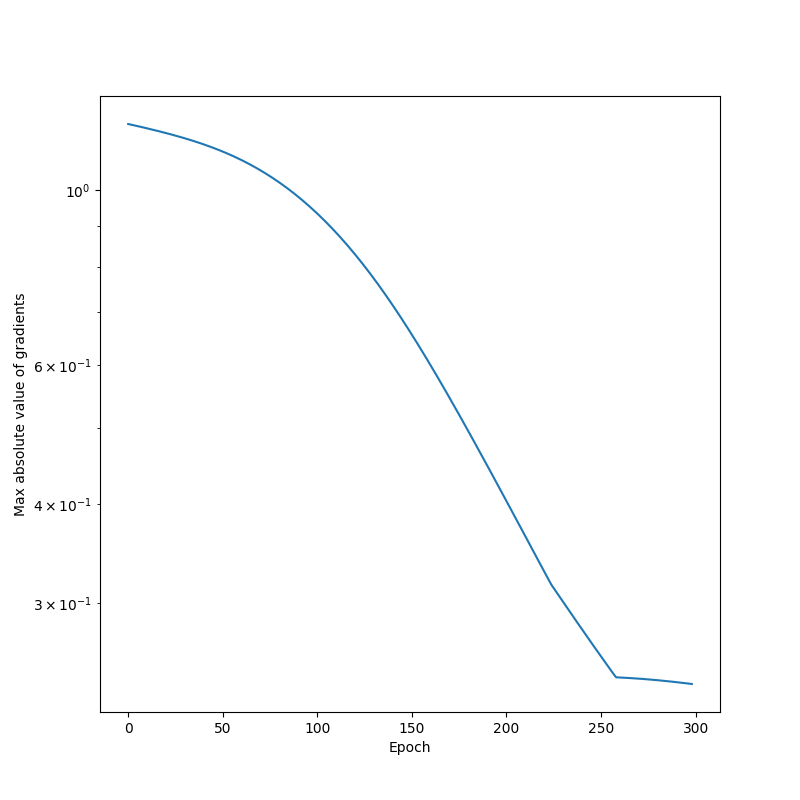 Max absolute value of gradients
10⁰
6 × 10⁻¹
4 × 10⁻¹
3 × 10⁻¹
0 50 100 150 200 250 300
Epoch